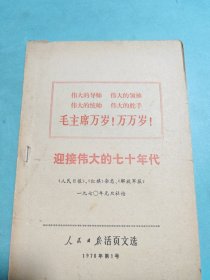 伟大的导师 伟大的领袖
伟大的统帅 伟大的舵手
毛主席万岁！万万岁！
迎接伟大的七十年代
《人民日报》、《红旗》杂志、《解放军报》
一九七〇年元旦社论
人民日报活页文选
1970年第1号